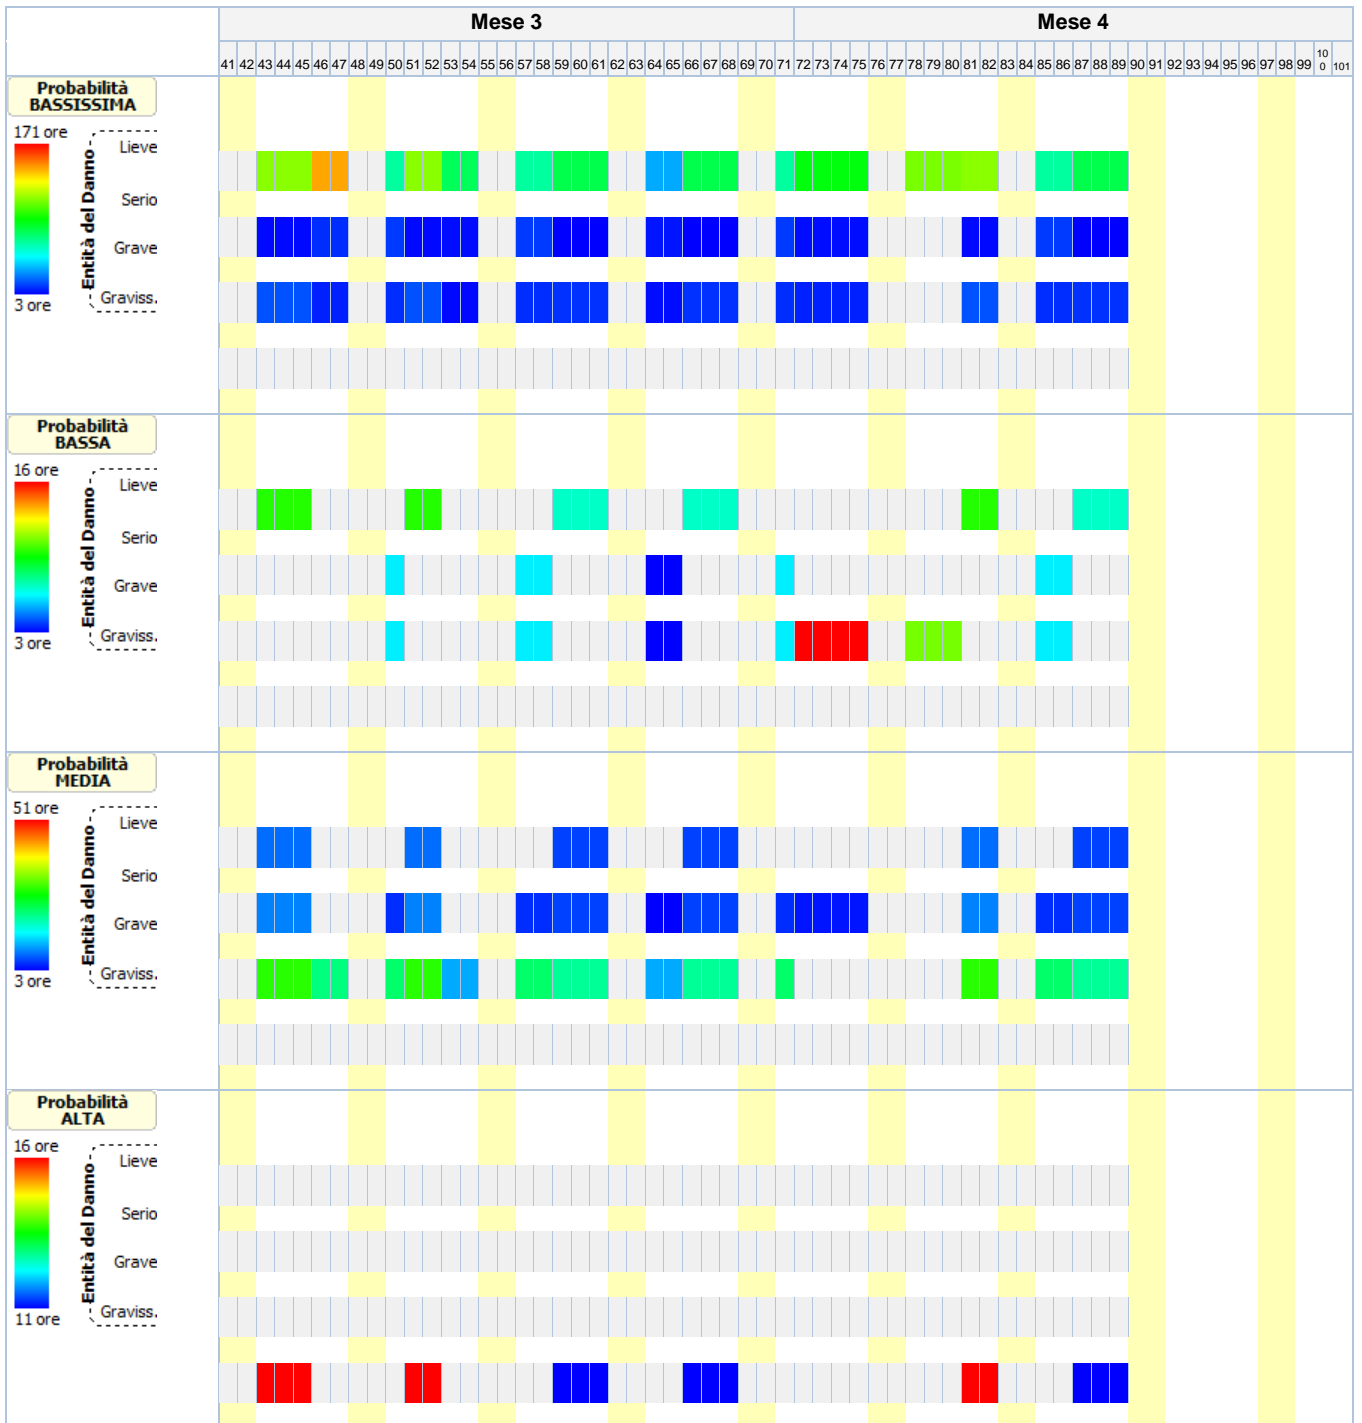 Mese 3 Mese 4
41 42 43 44 45 46 47 48 49 50 51 52 53 54 55 56 57 58 59 60 61 62 63 64 65 66 67 68 69 70 71 72 73 74 75 76 77 78 79 80 81 82 83 84 85 86 87 88 89 90 91 92 93 94 95 96 97 98 99 100 101
Probabilità
BASSISSIMA
171 ore
Lieve
Serio
Entità del Danno
Grave
Graviss.
3 ore
Probabilità
BASSA
16 ore
Lieve
Serio
Entità del Danno
Grave
Graviss.
3 ore
Probabilità
MEDIA
51 ore
Lieve
Serio
Entità del Danno
Grave
Graviss.
3 ore
Probabilità
ALTA
16 ore
Lieve
Serio
Entità del Danno
Grave
Graviss.
11 ore